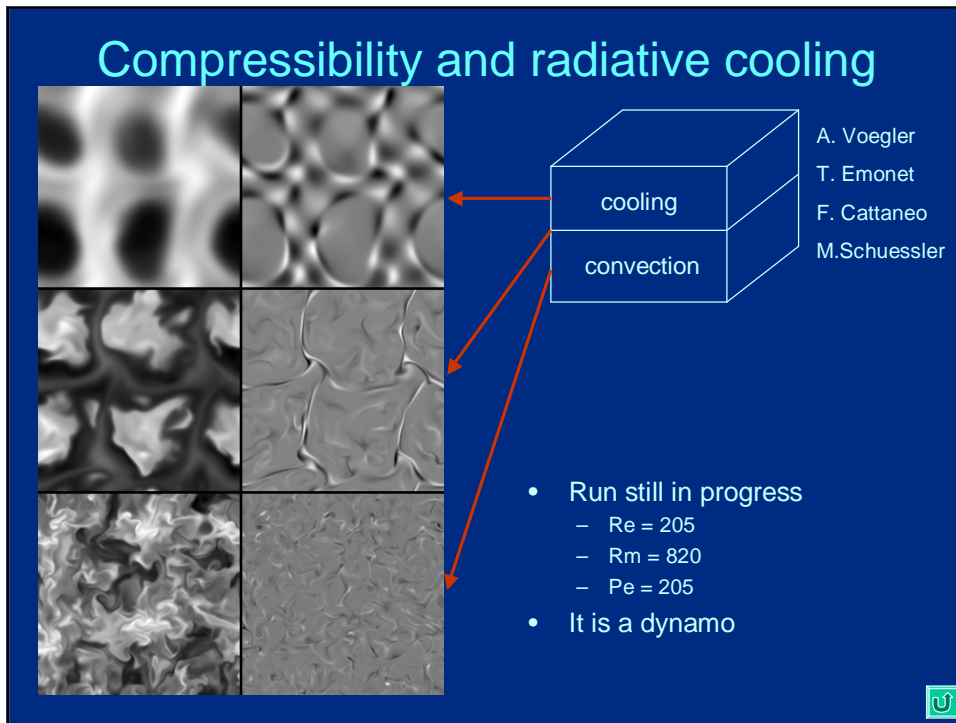 Compressibility and radiative cooling
A. Voegler
T. Emonet
F. Cattaneo
M.Schuessler
cooling
convection
• Run still in progress
– Re = 205
– Rm = 820
– Pe = 205
• It is a dynamo